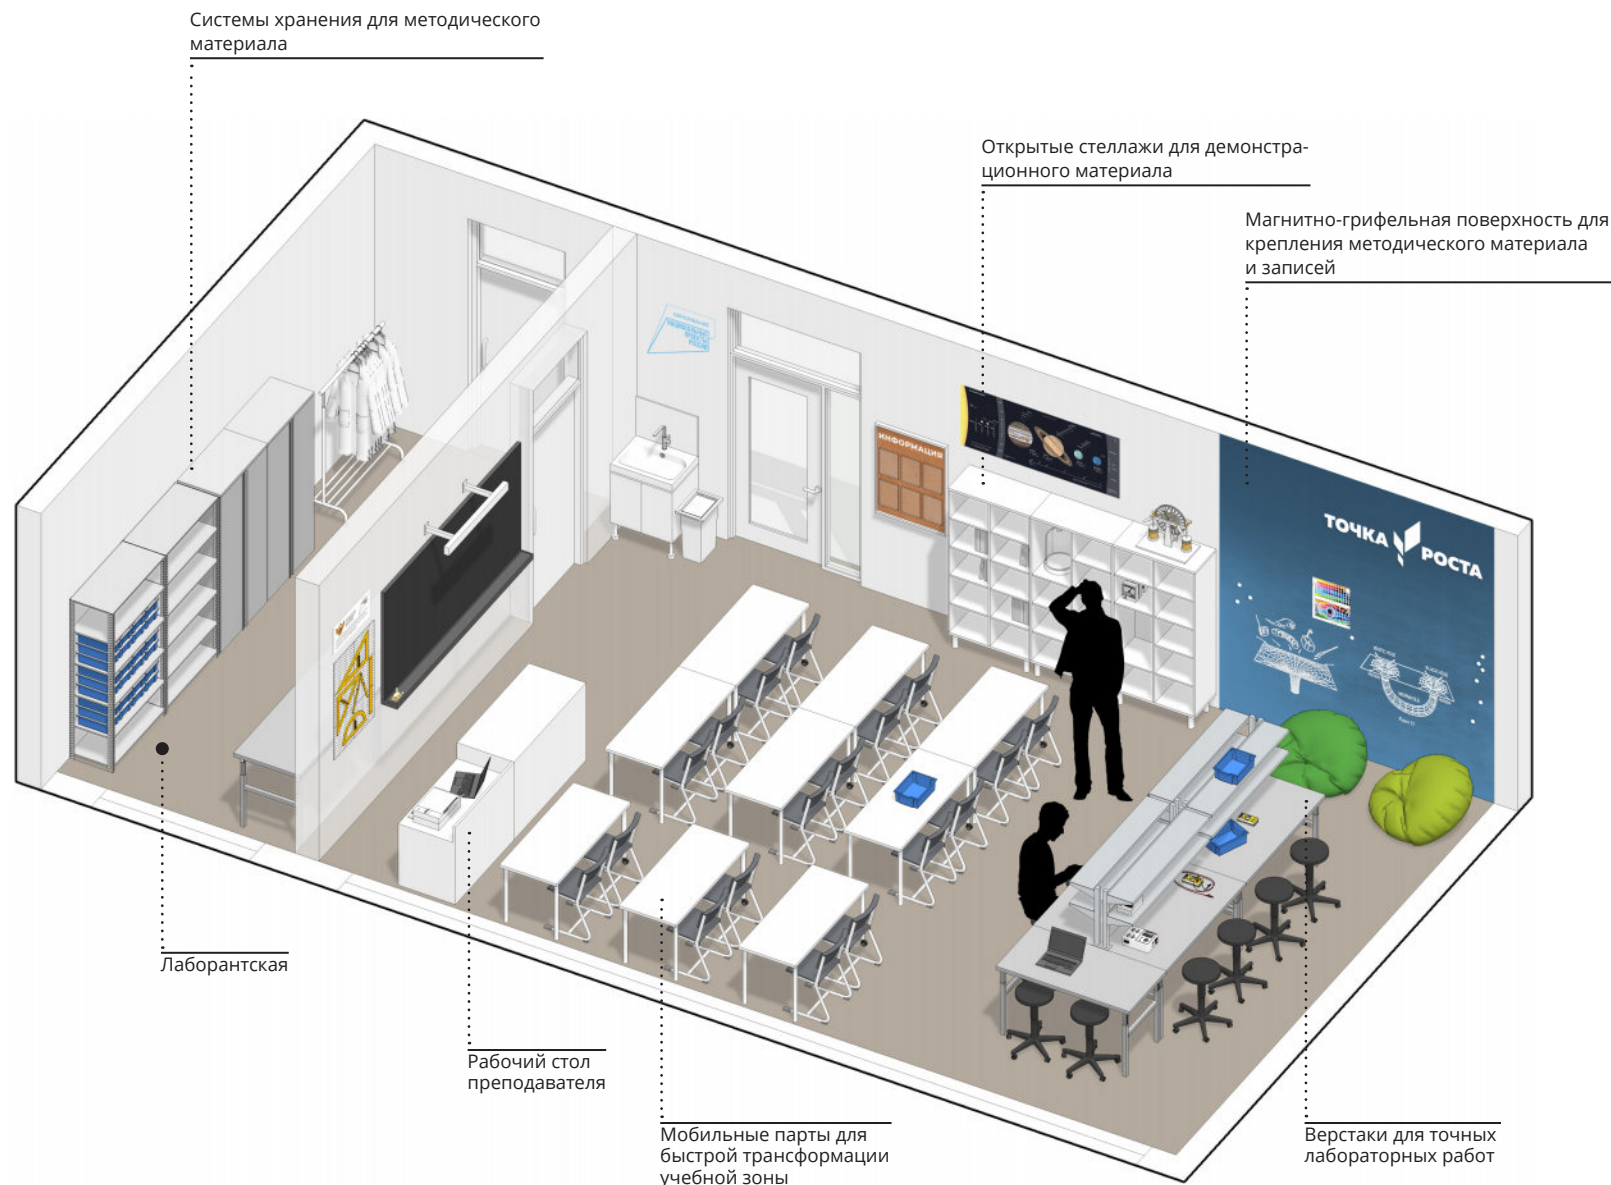 Системы хранения для методического
материала
Открытые стеллажи для демонстра-
ционного материала
Магнитно-грифельная поверхность для
крепления методического материала
и записей
ИНФОРМАЦИЯ
ТОЧКА РОСТА
Лаборантская
Рабочий стол
преподавателя
Мобильные парты для
быстрой трансформации
учебной зоны
Верстаки для точных
лабораторных работ